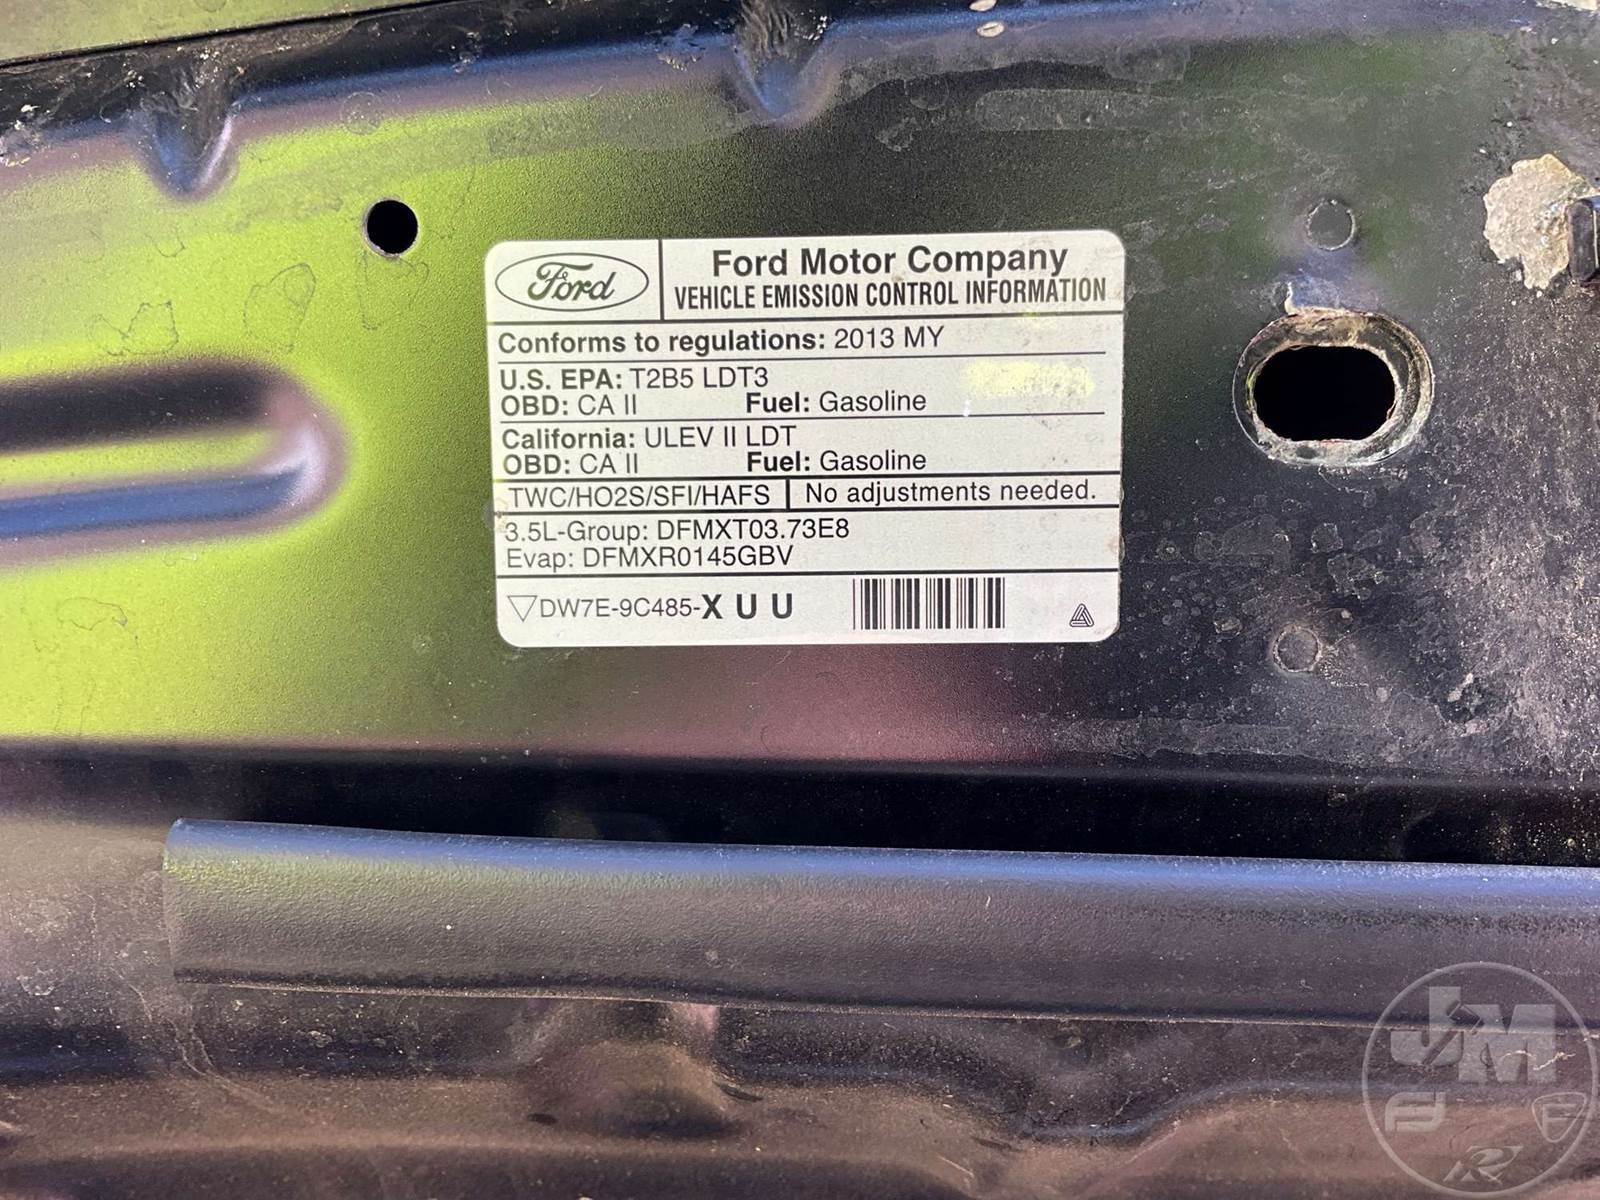 Ford
Ford Motor Company
VEHICLE EMISSION CONTROL INFORMATION
Conforms to regulations: 2013 MY
U.S. EPA: T2B5 LDT3
OBD: CA II Fuel: Gasoline
California: ULEV II LDT
OBD: CA II Fuel: Gasoline
TWC/HO2S/SFI/HAFS No adjustments needed.
3.5L-Group: DFMXT03.73E8
Evap: DFMXR0145GBV
DW7E-9C485-X U U
JM